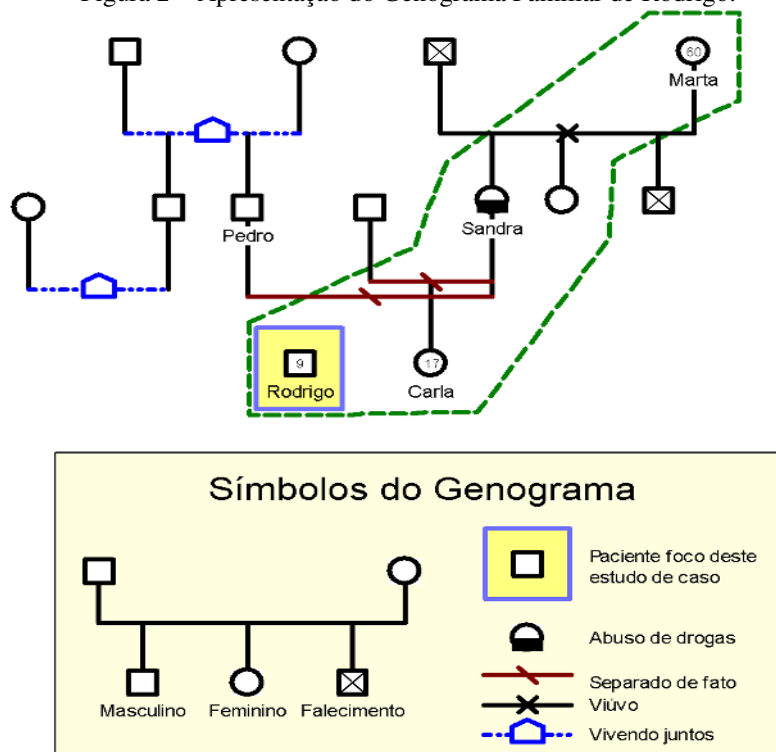 Figura 2 – Apresentação do Genograma Familiar de Rodrigo.
60
Marta
Pedro
Sandra
9
Rodrigo
17
Carla
Símbolos do Genograma
Paciente foco deste
estudo de caso
Abuso de drogas
Separado de fato
Viúvo
Vivendo juntos
Masculino
Feminino
Falecimento